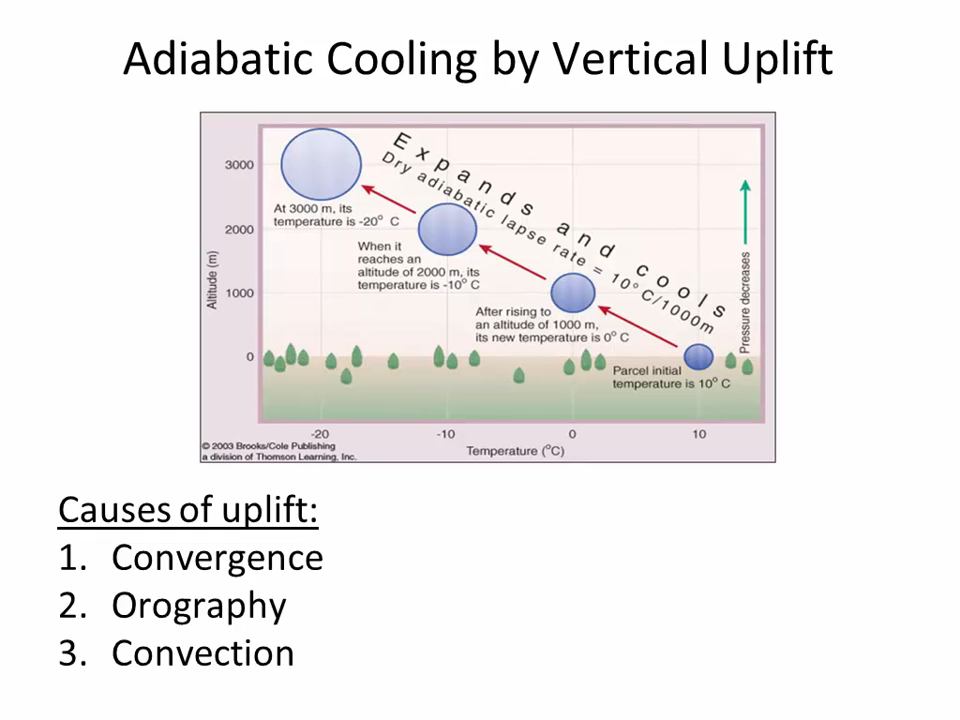 Adiabatic Cooling by Vertical Uplift
Expands and cools
Dry adiabatic lapse rate = 10° C/1000m
3000
2000
1000
0
Altitude (m)
At 3000 m, its
temperature is -20° C
When it
reaches an
altitude of 2000 m, its
temperature is -10° C
After rising to
an altitude of 1000 m,
its new temperature is 0° C
Parcel initial
temperature is 10° C
Pressure decreases
-20
-10
0
10
Temperature (°C)
© 2003 Brooks/Cole Publishing
a division of Thomson Learning, Inc.
Causes of uplift:
1. Convergence
2. Orography
3. Convection